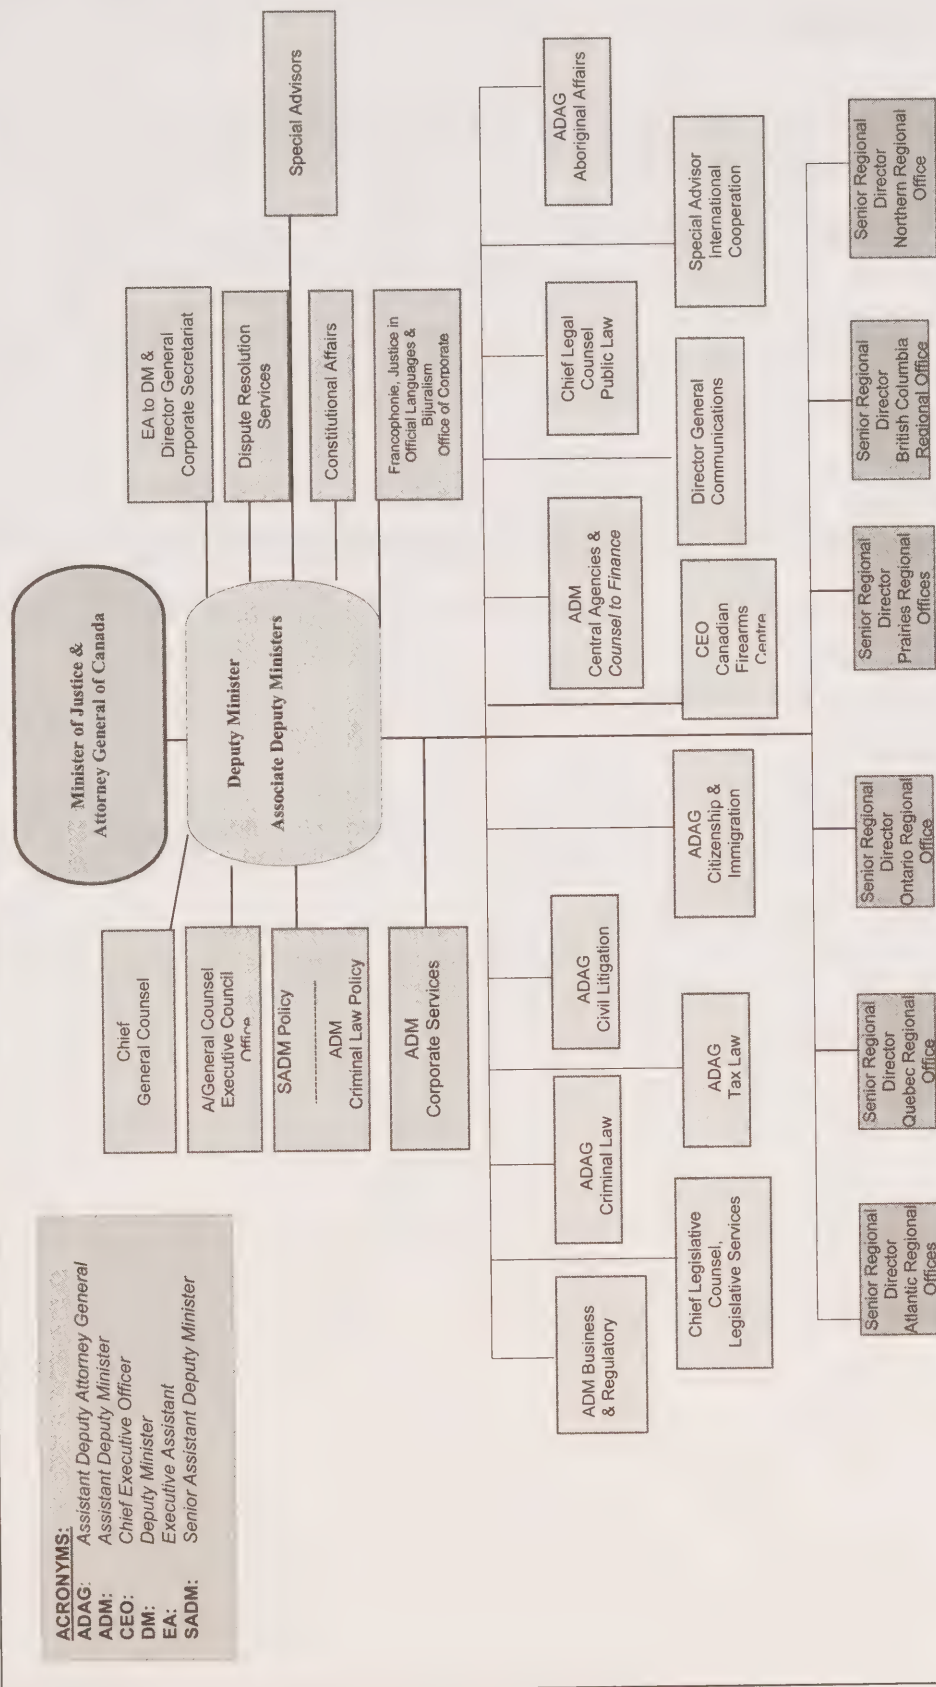 ACRONYMS:
ADAG: Assistant Deputy Attorney General
ADM: Assistant Deputy Minister
CEO: Chief Executive Officer
DM: Deputy Minister
EA: Executive Assistant
SADM: Senior Assistant Deputy Minister
Minister of Justice &
Attorney General of Canada
Deputy Minister
Associate Deputy Ministers
Chief
General Counsel
A/General Counsel
Executive Council
Office
SADM Policy
ADM
Criminal Law Policy
ADM
Corporate Services
EA to DM &
Director General
Corporate Secretariat
Dispute Resolution
Services
Constitutional Affairs
Francophonie, Justice in
Official Languages &
Bijuralism
Office of Corporate
Special Advisors
ADM Business
& Regulatory
ADAG
Criminal Law
ADAG
Civil Litigation
ADM
Central Agencies &
Counsel to Finance
Chief Legal
Counsel
Public Law
ADAG
Aboriginal Affairs
Chief Legislative
Counsel,
Legislative Services
ADAG
Tax Law
ADAG
Citizenship &
Immigration
CEO
Canadian
Firearms
Centre
Director General
Communications
Special Advisor
International
Cooperation
Senior Regional
Director
Atlantic Regional
Offices
Senior Regional
Director
Quebec Regional
Office
Senior Regional
Director
Ontario Regional
Office
Senior Regional
Director
Prairies Regional
Offices
Senior Regional
Director
British Columbia
Regional Office
Senior Regional
Director
Northern Regional
Office